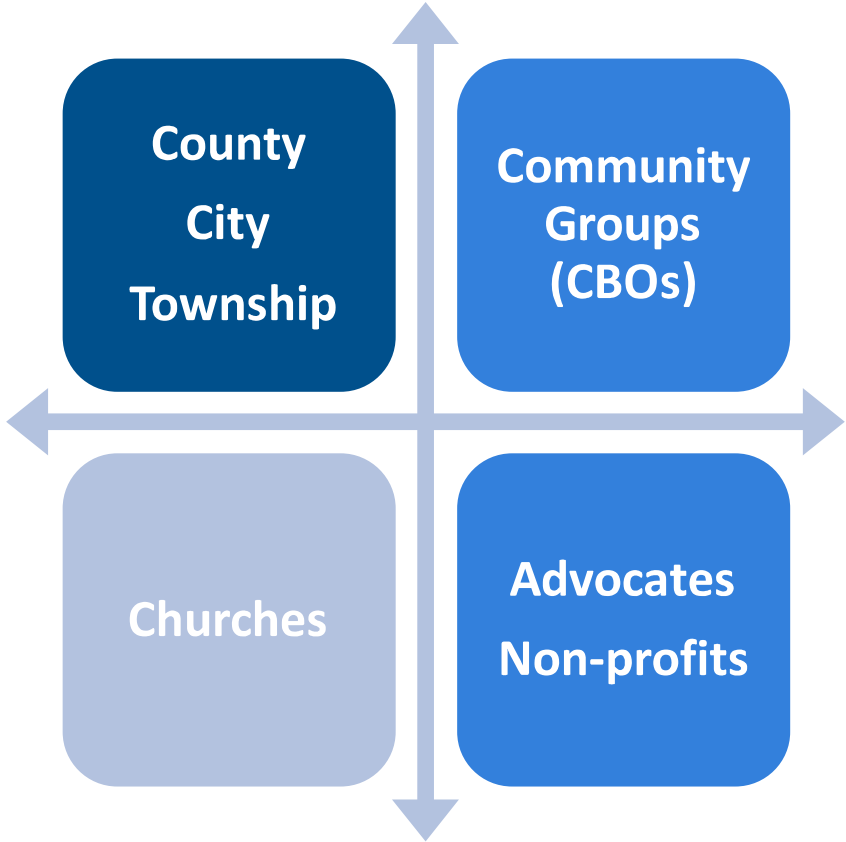 County
City
Township
Community
Groups
(CBOs)
Churches
Advocates
Non-profits